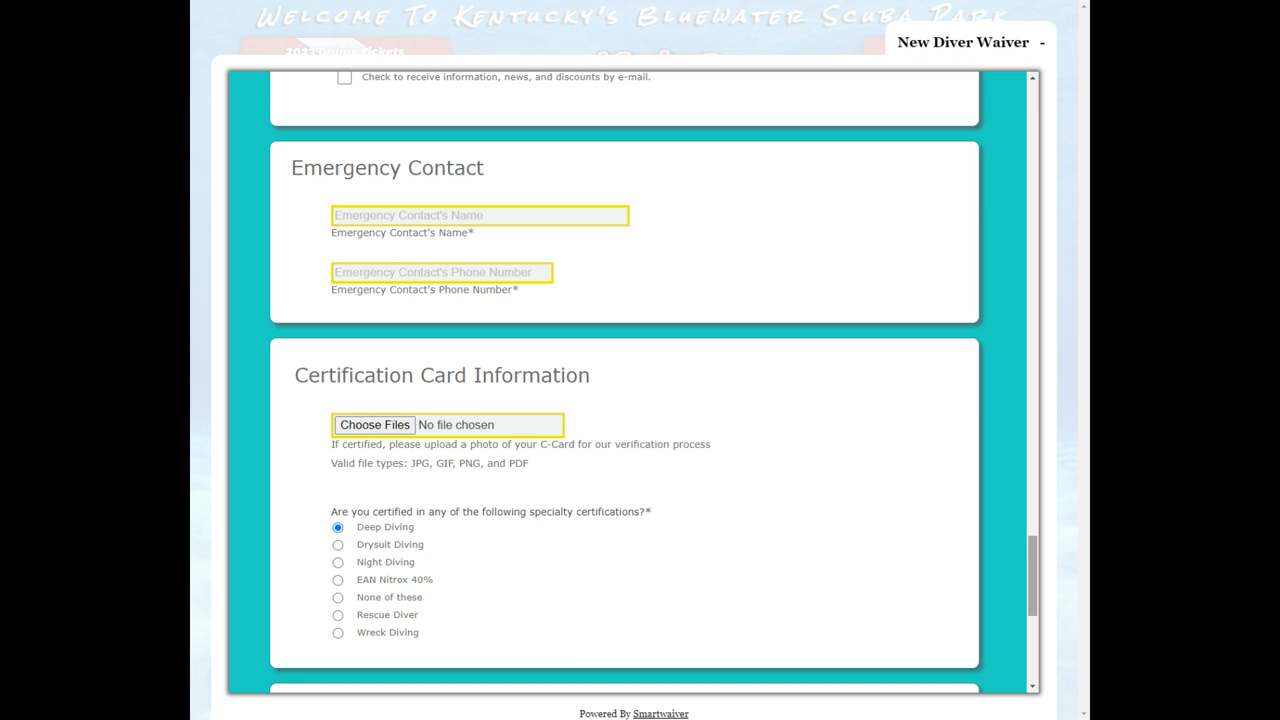 Welcome To Kentucky's Bluewater Scuba Park
2023 Online Tickets
New Diver Waiver -
Check to receive information, news, and discounts by e-mail.
Emergency Contact
Emergency Contact's Name
Emergency Contact's Name*
Emergency Contact's Phone Number
Emergency Contact's Phone Number*
Certification Card Information
Choose Files No file chosen
If certified, please upload a photo of your C-Card for our verification process
Valid file types: JPG, GIF, PNG, and PDF
Are you certified in any of the following specialty certifications?*
Deep Diving
Drysuit Diving
Night Diving
EAN Nitrox 40%
None of these
Rescue Diver
Wreck Diving
Powered By Smartwaiver